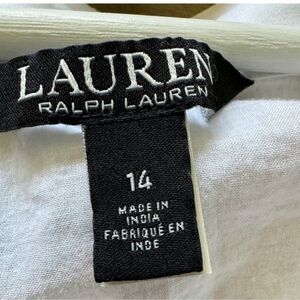 LAUREN
RALPH LAUREN
14
MADE IN
INDIA
FABRIQUÉ EN
INDE